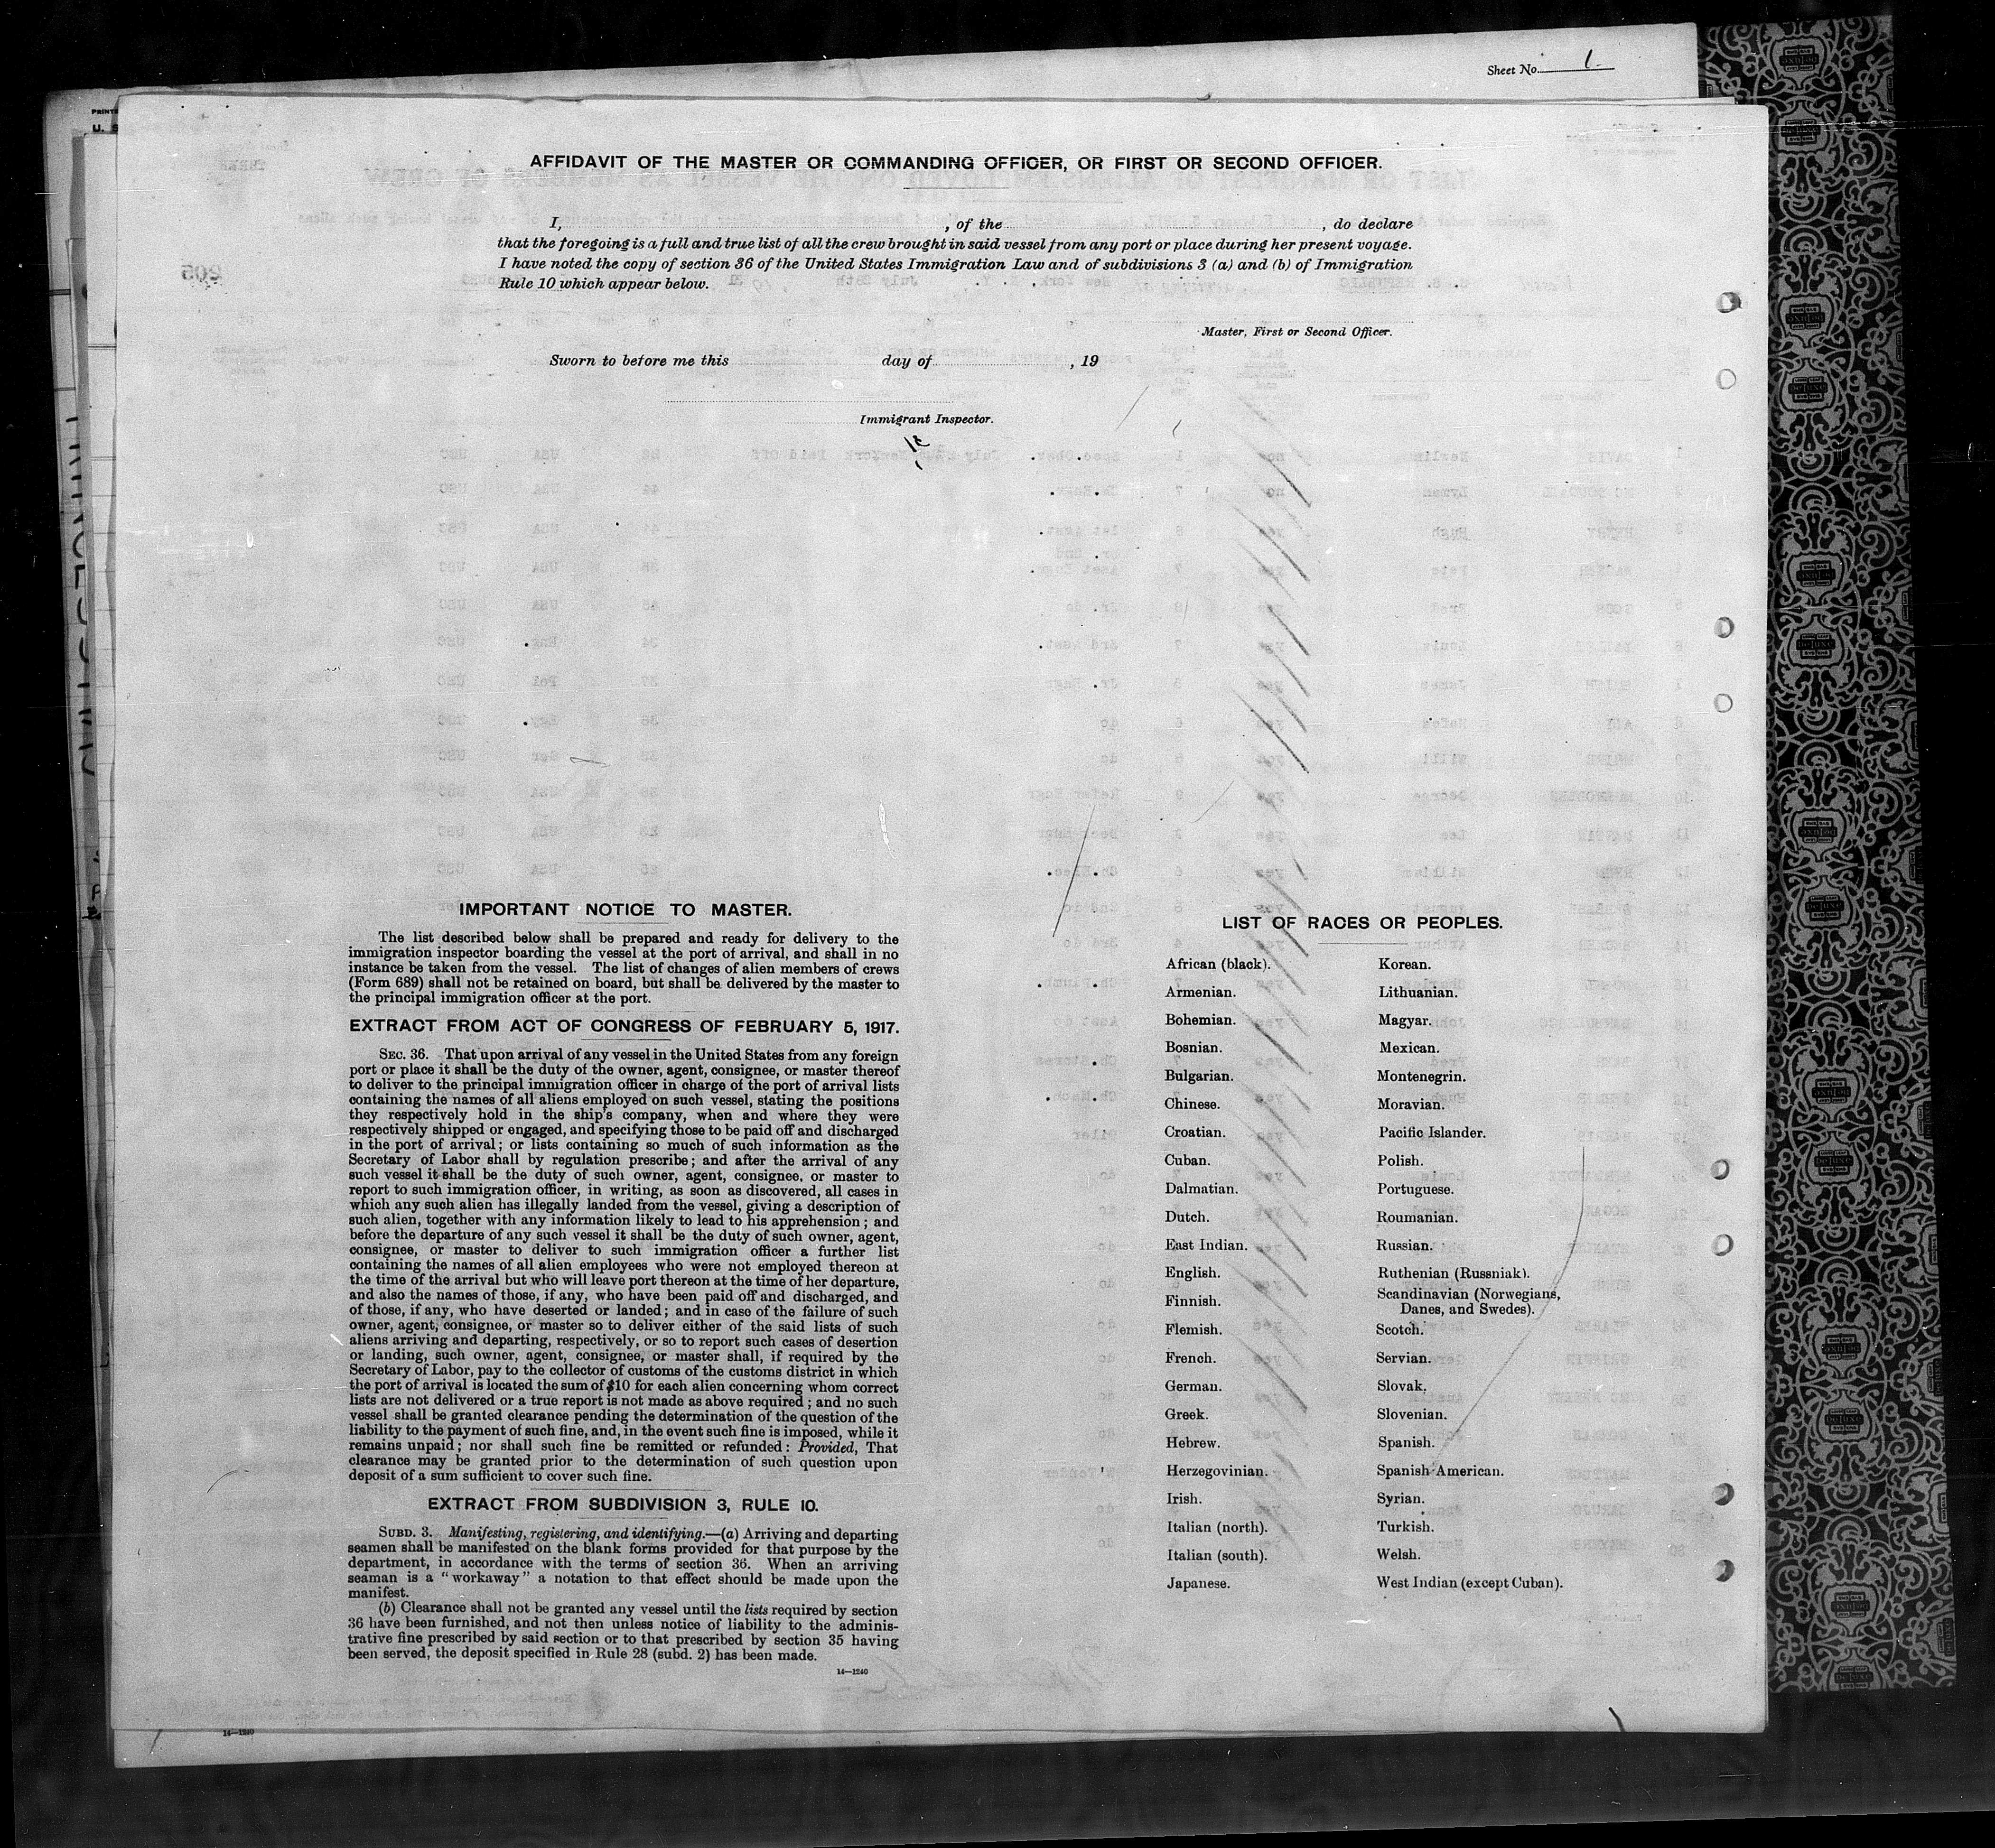 Sheet No. 1.
AFFIDAVIT OF THE MASTER OR COMMANDING OFFICER, OR FIRST OR SECOND OFFICER.
I, , of the , do declare
that the foregoing is a full and true list of all the crew brought in said vessel from any port or place during her present voyage.
I have noted the copy of section 36 of the United States Immigration Law and of subdivisions 3 (a) and (b) of Immigration
Rule 10 which appear below.
Master, First or Second Officer.
Sworn to before me this day of , 19
Immigrant Inspector.
IMPORTANT NOTICE TO MASTER.
The list described below shall be prepared and ready for delivery to the
immigration inspector boarding the vessel at the port of arrival, and shall in no
instance be taken from the vessel. The list of changes of alien members of crews
(Form 689) shall not be retained on board, but shall be delivered by the master to
the principal immigration officer at the port.
EXTRACT FROM ACT OF CONGRESS OF FEBRUARY 5, 1917.
SEC. 36. That upon arrival of any vessel in the United States from any foreign
port or place it shall be the duty of the owner, agent, consignee, or master thereof
to deliver to the principal immigration officer in charge of the port of arrival lists
containing the names of all aliens employed on such vessel, stating the positions
they respectively hold in the ship's company, when and where they were
respectively shipped or engaged, and specifying those to be paid off and discharged
in the port of arrival; or lists containing so much of such information as the
Secretary of Labor shall by regulation prescribe; and after the arrival of any
such vessel it shall be the duty of such owner, agent, consignee, or master to
report to such immigration officer, in writing, as soon as discovered, all cases in
which any such alien has illegally landed from the vessel, giving a description of
such alien, together with any information likely to lead to his apprehension; and
before the departure of any such vessel it shall be the duty of such owner, agent,
consignee, or master to deliver to such immigration officer a further list
containing the names of all alien employees who were not employed thereon at
the time of the arrival but who will leave port thereon at the time of her departure,
and also the names of those, if any, who have been paid off and discharged, and
of those, if any, who have deserted or landed; and in case of the failure of such
owner, agent, consignee, or master so to deliver either of the said lists of such
aliens arriving and departing, respectively, or so to report such cases of desertion
or landing, such owner, agent, consignee, or master shall, if required by the
Secretary of Labor, pay to the collector of customs of the customs district in which
the port of arrival is located the sum of $10 for each alien concerning whom correct
lists are not delivered or a true report is not made as above required; and no such
vessel shall be granted clearance pending the determination of the question of the
liability to the payment of such fine, and, in the event such fine is imposed, while it
remains unpaid; nor shall such fine be remitted or refunded: Provided, That
clearance may be granted prior to the determination of such question upon
deposit of a sum sufficient to cover such fine.
EXTRACT FROM SUBDIVISION 3, RULE 10.
SUBD. 3. Manifesting, registering, and identifying.—(a) Arriving and departing
seamen shall be manifested on the blank forms provided for that purpose by the
department, in accordance with the terms of section 36. When an arriving
seaman is a "workaway" a notation to that effect should be made upon the
manifest.
(b) Clearance shall not be granted any vessel until the lists required by section
36 have been furnished, and not then unless notice of liability to the adminis-
trative fine prescribed by said section or to that prescribed by section 35 having
been served, the deposit specified in Rule 28 (subd. 2) has been made.
14—1240
LIST OF RACES OR PEOPLES.
African (black).
Armenian.
Bohemian.
Bosnian.
Bulgarian.
Chinese.
Croatian.
Cuban.
Dalmatian.
Dutch.
East Indian.
English.
Finnish.
Flemish.
French.
German.
Greek.
Hebrew.
Herzegovinian.
Irish.
Italian (north).
Italian (south).
Japanese.
Korean.
Lithuanian.
Magyar.
Mexican.
Montenegrin.
Moravian.
Pacific Islander.
Polish.
Portuguese.
Roumanian.
Russian.
Ruthenian (Russniak).
Scandinavian (Norwegians,
Danes, and Swedes).
Scotch.
Servian.
Slovak.
Slovenian.
Spanish.
Spanish American.
Syrian.
Turkish.
Welsh.
West Indian (except Cuban).
14—1240